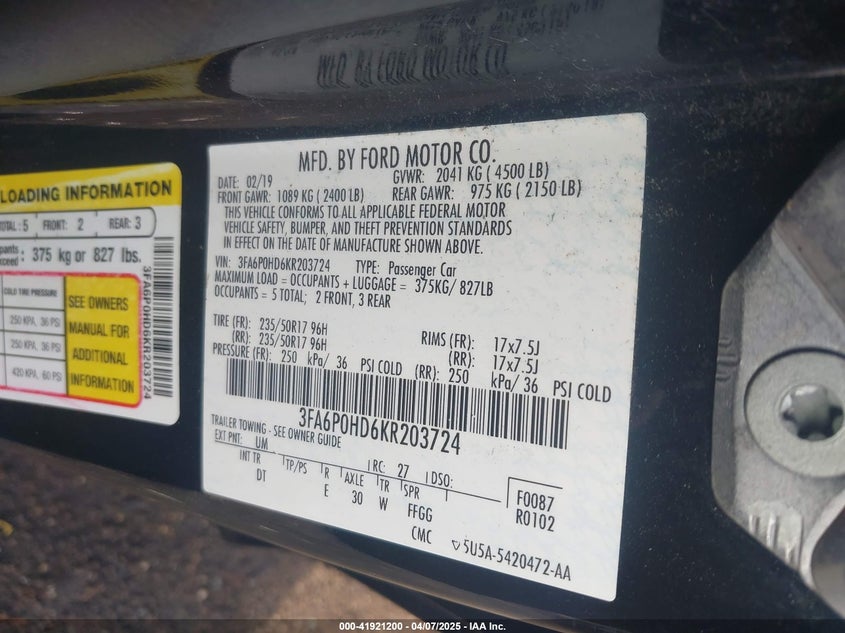 MFD. BY FORD MOTOR CO.
MFD. BY FORD MOTOR CO.
DATE: 02/19 GVWR: 2041 KG ( 4500 LB)
FRONT GAWR: 1089 KG ( 2400 LB) REAR GAWR: 975 KG ( 2150 LB)
THIS VEHICLE CONFORMS TO ALL APPLICABLE FEDERAL MOTOR
VEHICLE SAFETY, BUMPER, AND THEFT PREVENTION STANDARDS
IN EFFECT ON THE DATE OF MANUFACTURE SHOWN ABOVE.
VIN: 3FA6P0HD6KR203724 TYPE: Passenger Car
MAXIMUM LOAD = OCCUPANTS + LUGGAGE = 375KG/ 827LB
OCCUPANTS = 5 TOTAL; 2 FRONT, 3 REAR
TIRE (FR): 235/50R17 96H RIMS (FR): 17x7.5J
(RR): 235/50R17 96H (RR): 17x7.5J
PRESSURE (FR): 250 kPa/ 36 PSI COLD (RR): 250 kPa/ 36 PSI COLD
3FA6P0HD6KR203724
TRAILER TOWING - SEE OWNER GUIDE
EXT PNT: UM RC: 27 DSO:
INT TR TP/PS R AXLE TR SPR
DT E 30 W FFGG
CMC
F0087
R0102
5U5A-5420472-AA
LOADING INFORMATION
TOTAL: 5 FRONT: 2 REAR: 3
375 kg or 827 lbs.
COLD TIRE PRESSURE
250 KPA, 36 PSI
250 KPA, 36 PSI
420 KPA, 60 PSI
SEE OWNERS
MANUAL FOR
ADDITIONAL
INFORMATION
3FA6P0HD6KR203724
000-41921200 04/07/2025 - IAA Inc.